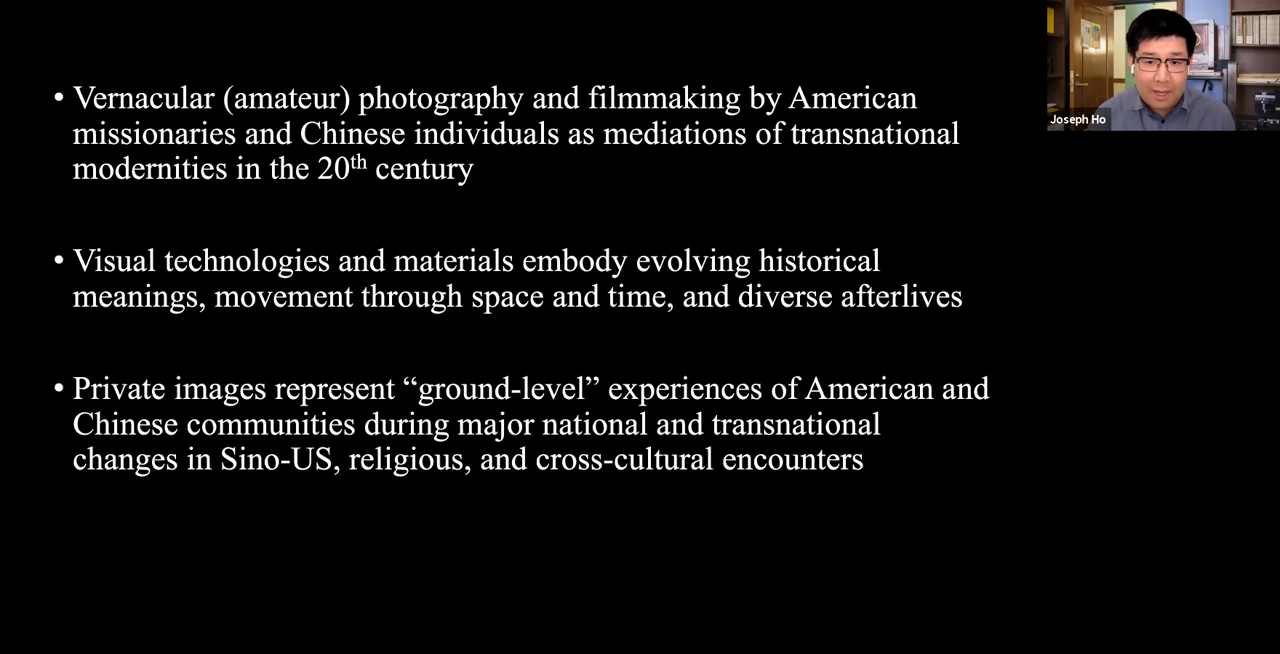 • Vernacular (amateur) photography and filmmaking by American
missionaries and Chinese individuals as mediations of transnational
modernities in the 20th century
• Visual technologies and materials embody evolving historical
meanings, movement through space and time, and diverse afterlives
• Private images represent “ground-level” experiences of American and
Chinese communities during major national and transnational
changes in Sino-US, religious, and cross-cultural encounters
Joseph Ho